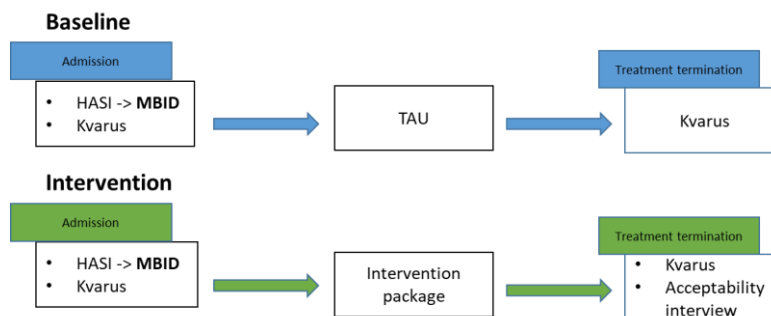 Baseline
Admission
• HASI -> MBID
• Kvarus
TAU
Treatment termination
Kvarus
Intervention
Admission
• HASI -> MBID
• Kvarus
Intervention
package
Treatment termination
• Kvarus
• Acceptability
interview